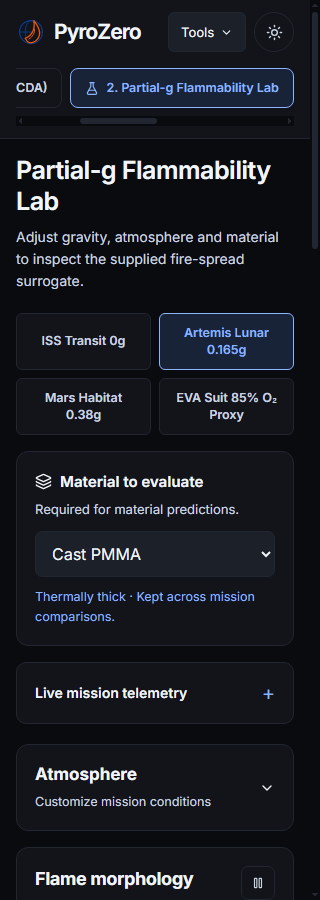 PyroZero
Tools
CDA)
2. Partial-g Flammability Lab
Partial-g Flammability
Lab
Adjust gravity, atmosphere and material
to inspect the supplied fire-spread
surrogate.
ISS Transit 0g
Artemis Lunar
0.165g
Mars Habitat
0.38g
EVA Suit 85% O₂
Proxy
Material to evaluate
Required for material predictions.
Cast PMMA
Thermally thick · Kept across mission
comparisons.
Live mission telemetry
+
Atmosphere
Customize mission conditions
Flame morphology